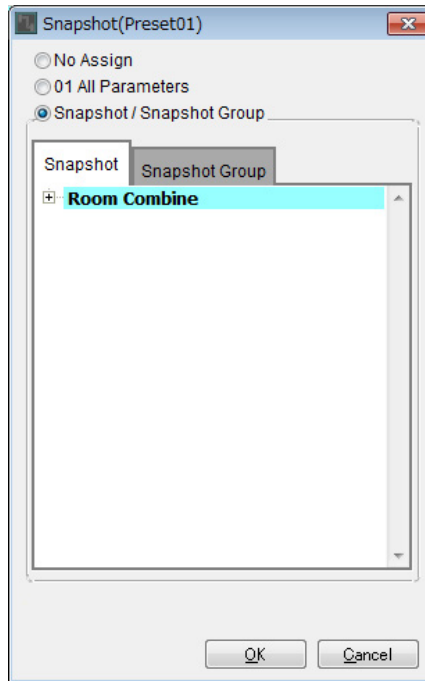 Snapshot(Preset01)
No Assign
01 All Parameters
Snapshot / Snapshot Group
Snapshot
Snapshot Group
Room Combine
OK
Cancel